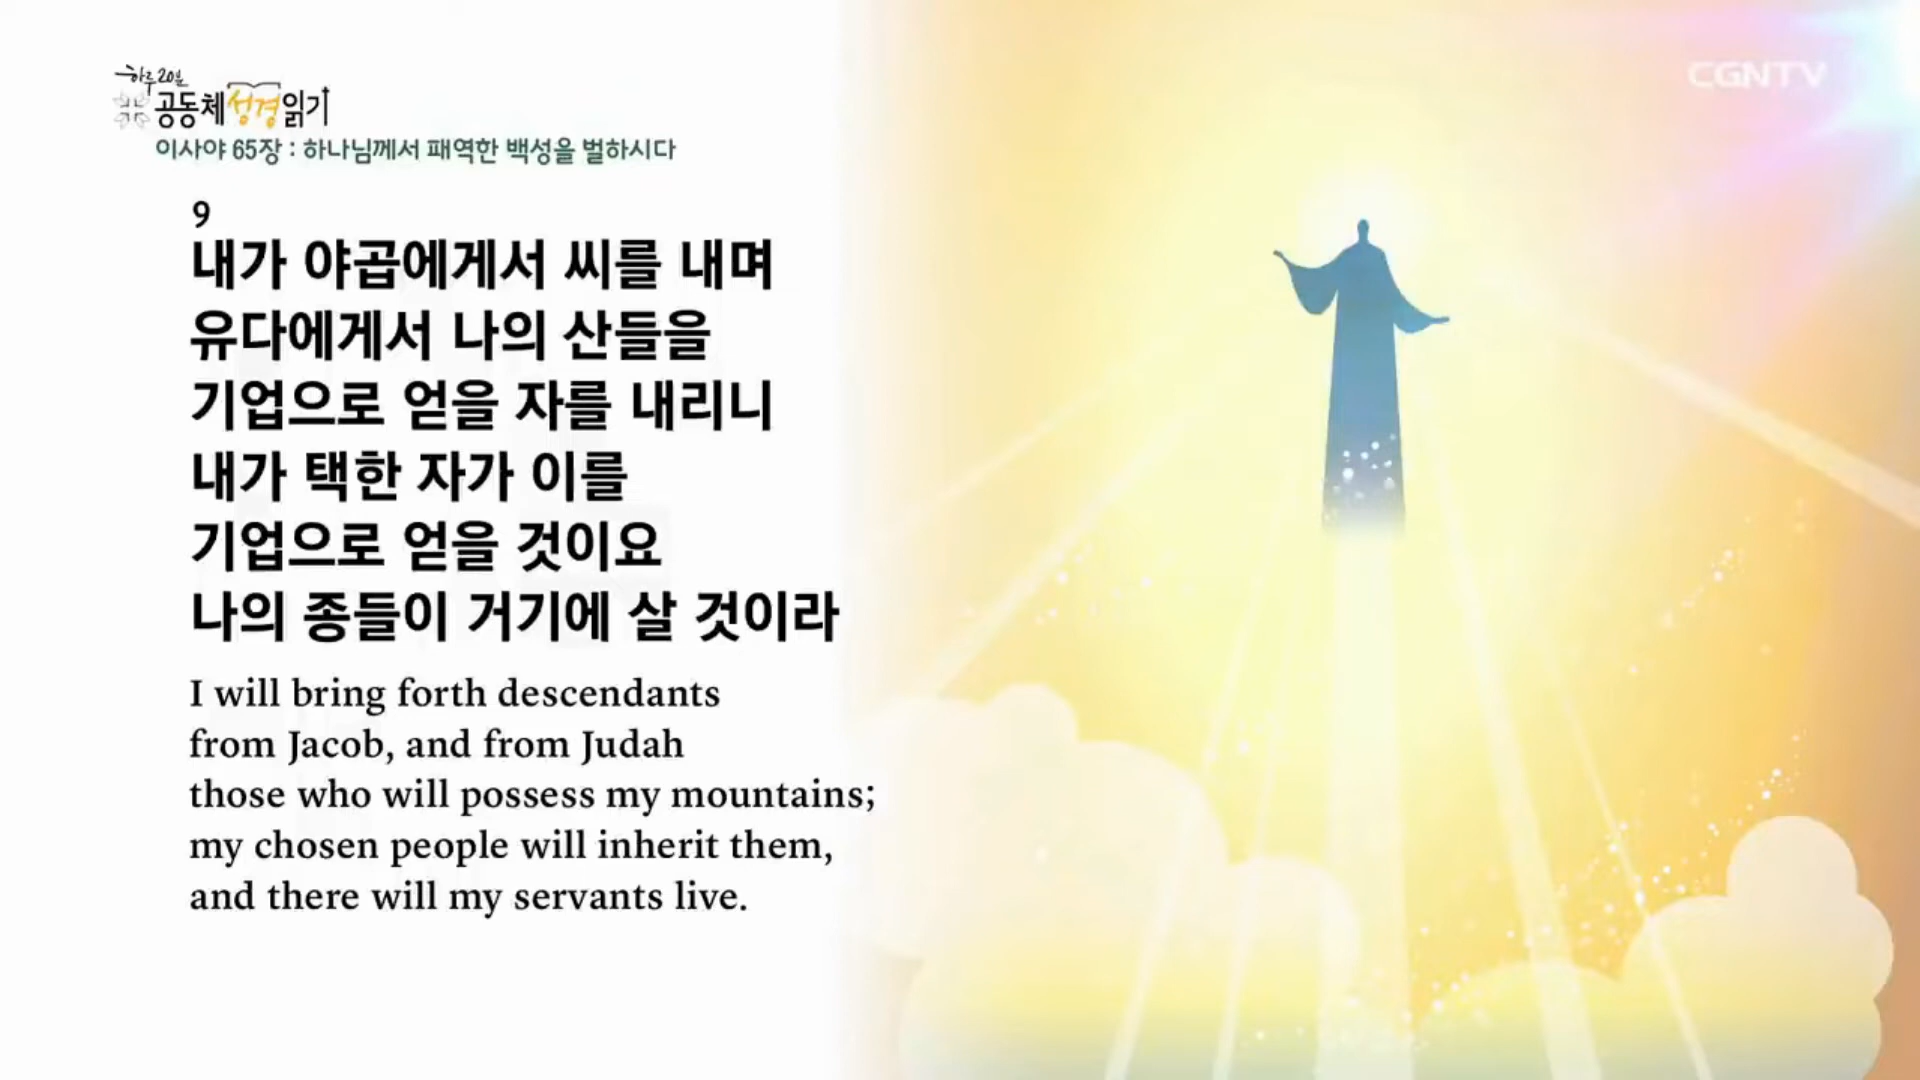 하루 20분
공동체성경읽기
이사야 65장 : 하나님께서 패역한 백성을 벌하시다
CGNTV
9
내가 야곱에게서 씨를 내며
유다에게서 나의 산들을
기업으로 얻을 자를 내리니
내가 택한 자가 이를
기업으로 얻을 것이요
나의 종들이 거기에 살 것이라
I will bring forth descendants
from Jacob, and from Judah
those who will possess my mountains;
my chosen people will inherit them,
and there will my servants live.